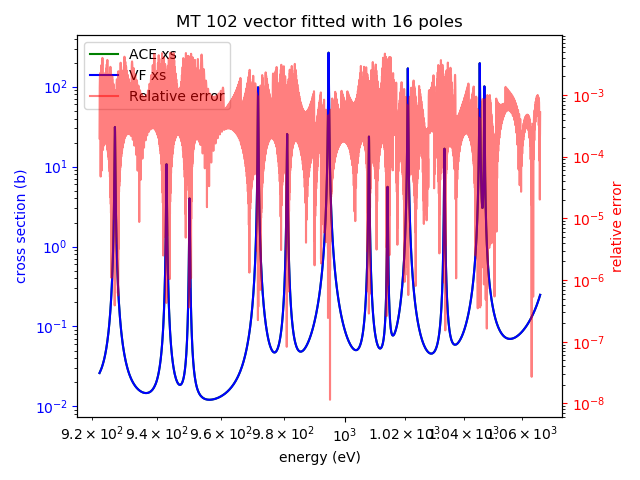 MT 102 vector fitted with 16 poles
ACE xs
VF xs
Relative error
cross section (b)
10² 10¹ 10⁰ 10⁻¹ 10⁻²
relative error
10⁻³ 10⁻⁴ 10⁻⁵ 10⁻⁶ 10⁻⁷ 10⁻⁸
9.2 × 10² 9.4 × 10² 9.6 × 10² 9.8 × 10² 10³ 1.02 × 10³ 1.04 × 10³ 1.06 × 10³
energy (eV)